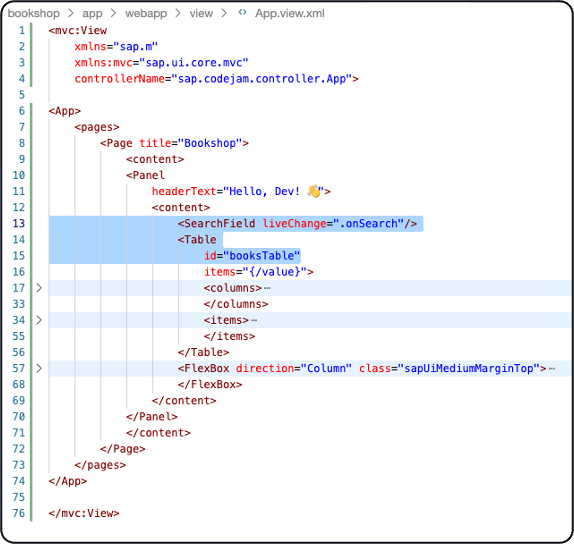 bookshop > app > webapp > view > App.view.xml
1 <mvc:View
2 xmlns="sap.m"
3 xmlns:mvc="sap.ui.core.mvc"
4 controllerName="sap.codejam.controller.App">
5
6 <App>
7 <pages>
8 <Page title="Bookshop">
9 <content>
10 <Panel
11 headerText="Hello, Dev! 👋">
12 <content>
13 <SearchField liveChange=".onSearch"/>
14 <Table
15 id="booksTable"
16 items="{/value}">
17 <columns>⋯
33 </columns>
34 <items>⋯
55 </items>
56 </Table>
57 <FlexBox direction="Column" class="sapUiMediumMarginTop">⋯
68 </FlexBox>
69 </content>
70 </Panel>
71 </content>
72 </Page>
73 </pages>
74 </App>
75
76 </mvc:View>